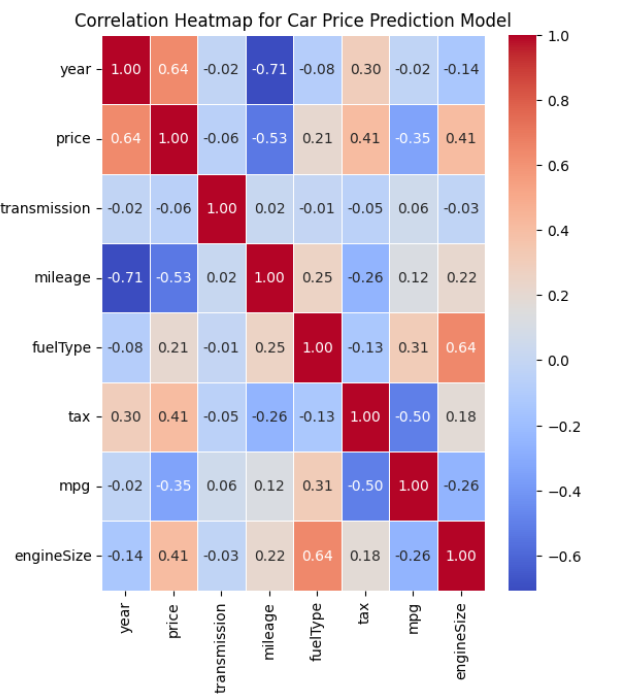 Correlation Heatmap for Car Price Prediction Model
year 1.00 0.64 -0.02 -0.71 -0.08 0.30 -0.02 -0.14
price 0.64 1.00 -0.06 -0.53 0.21 0.41 -0.35 0.41
transmission -0.02 -0.06 1.00 0.02 -0.01 -0.05 0.06 -0.03
mileage -0.71 -0.53 0.02 1.00 0.25 -0.26 0.12 0.22
fuelType -0.08 0.21 -0.01 0.25 1.00 -0.13 0.31 0.64
tax 0.30 0.41 -0.05 -0.26 -0.13 1.00 -0.50 0.18
mpg -0.02 -0.35 0.06 0.12 0.31 -0.50 1.00 -0.26
engineSize -0.14 0.41 -0.03 0.22 0.64 0.18 -0.26 1.00
year price transmission mileage fuelType tax mpg engineSize
1.0
0.8
0.6
0.4
0.2
0.0
−0.2
−0.4
−0.6